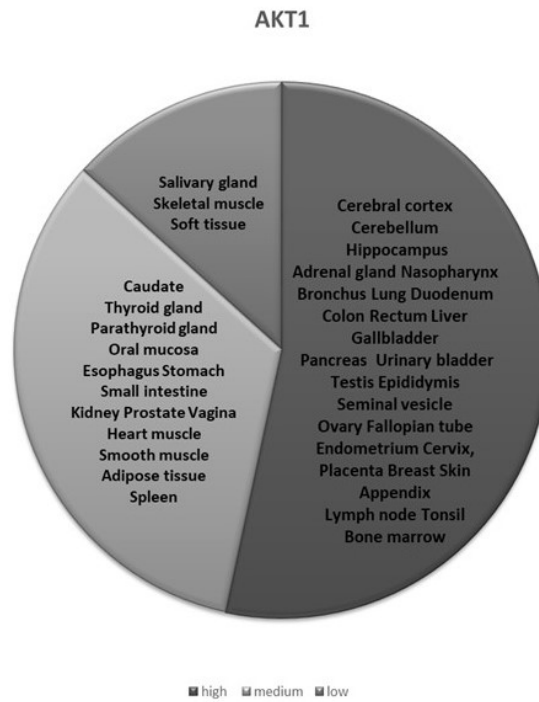 AKT1
Salivary gland
Skeletal muscle
Soft tissue
Caudate
Thyroid gland
Parathyroid gland
Oral mucosa
Esophagus Stomach
Small intestine
Kidney Prostate Vagina
Heart muscle
Smooth muscle
Adipose tissue
Spleen
Cerebral cortex
Cerebellum
Hippocampus
Adrenal gland Nasopharynx
Bronchus Lung Duodenum
Colon Rectum Liver
Gallbladder
Pancreas Urinary bladder
Testis Epididymis
Seminal vesicle
Ovary Fallopian tube
Endometrium Cervix,
Placenta Breast Skin
Appendix
Lymph node Tonsil
Bone marrow
high medium low